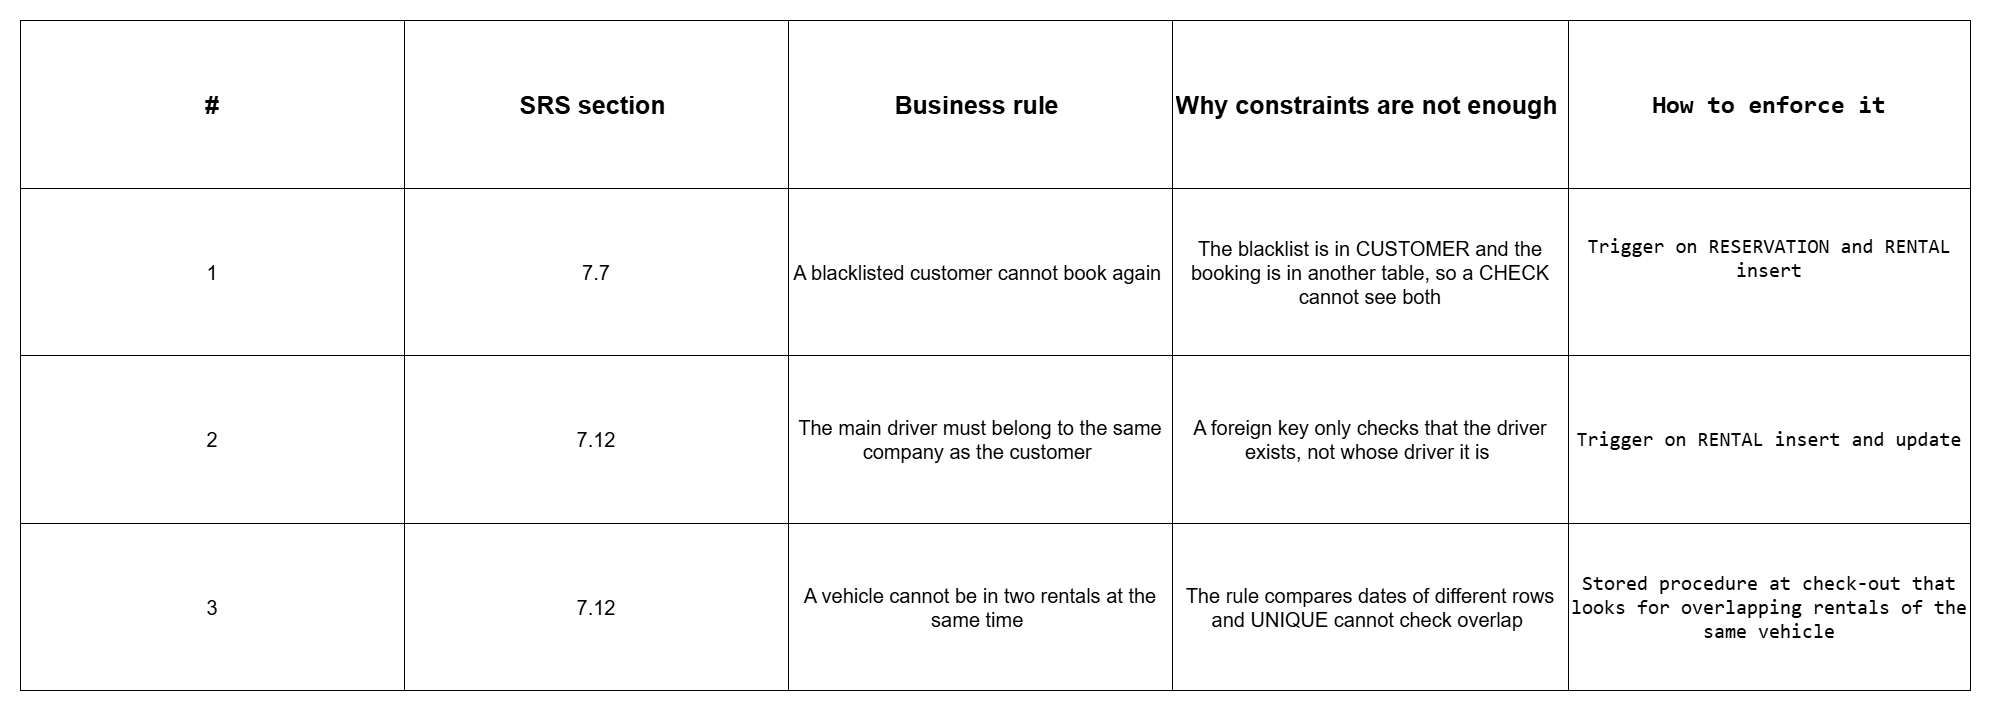 #
SRS section
Business rule
Why constraints are not enough
How to enforce it
1
7.7
A blacklisted customer cannot book again
The blacklist is in CUSTOMER and the
booking is in another table, so a CHECK
cannot see both
Trigger on RESERVATION and RENTAL
insert
2
7.12
The main driver must belong to the same
company as the customer
A foreign key only checks that the driver
exists, not whose driver it is
Trigger on RENTAL insert and update
3
7.12
A vehicle cannot be in two rentals at the
same time
The rule compares dates of different rows
and UNIQUE cannot check overlap
Stored procedure at check-out that
looks for overlapping rentals of the
same vehicle